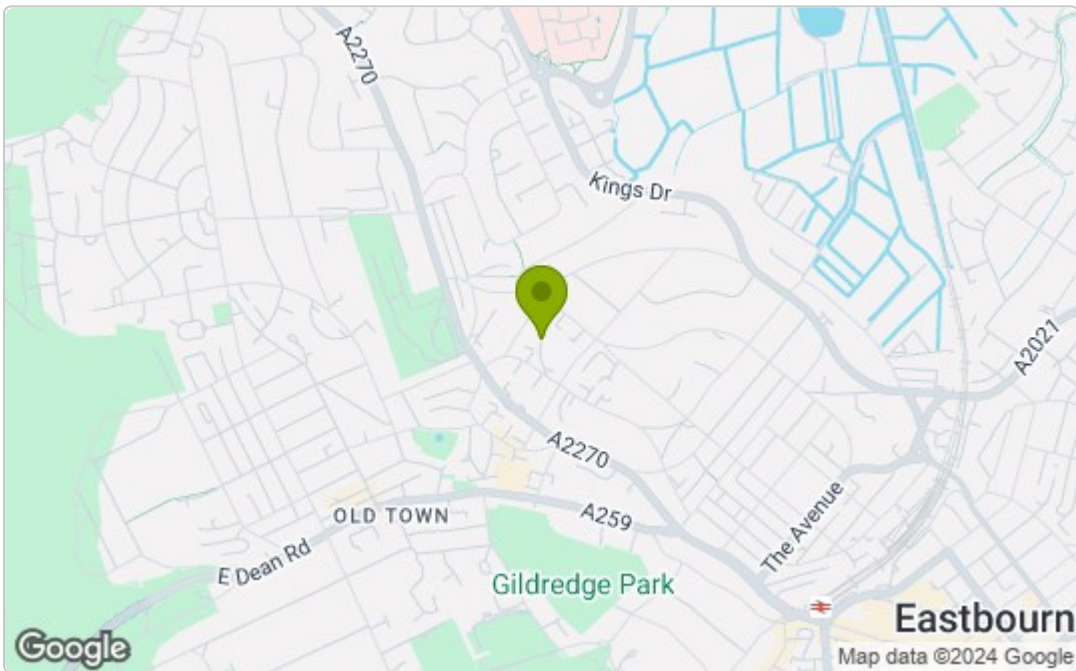 A2270
Kings Dr
A2021
A2270
The Avenue
OLD TOWN
A259
E Dean Rd
Gildredge Park
Eastbourn
Google
Map data ©2024 Google